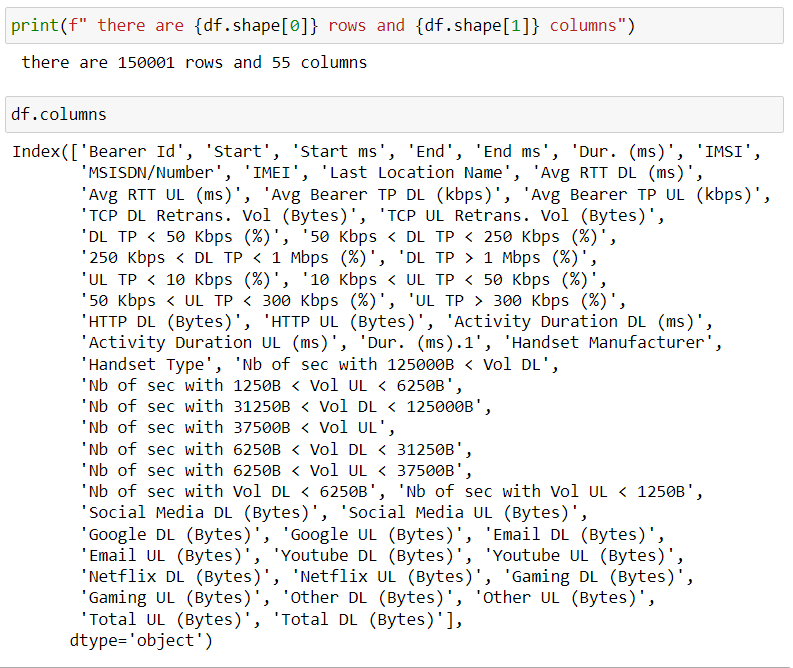 print(f" there are {df.shape[0]} rows and {df.shape[1]} columns")
there are 150001 rows and 55 columns
df.columns
Index(['Bearer Id', 'Start', 'Start ms', 'End', 'End ms', 'Dur. (ms)', 'IMSI',
'MSISDN/Number', 'IMEI', 'Last Location Name', 'Avg RTT DL (ms)',
'Avg RTT UL (ms)', 'Avg Bearer TP DL (kbps)', 'Avg Bearer TP UL (kbps)',
'TCP DL Retrans. Vol (Bytes)', 'TCP UL Retrans. Vol (Bytes)',
'DL TP < 50 Kbps (%)', '50 Kbps < DL TP < 250 Kbps (%)',
'250 Kbps < DL TP < 1 Mbps (%)', 'DL TP > 1 Mbps (%)',
'UL TP < 10 Kbps (%)', '10 Kbps < UL TP < 50 Kbps (%)',
'50 Kbps < UL TP < 300 Kbps (%)', 'UL TP > 300 Kbps (%)',
'HTTP DL (Bytes)', 'HTTP UL (Bytes)', 'Activity Duration DL (ms)',
'Activity Duration UL (ms)', 'Dur. (ms).1', 'Handset Manufacturer',
'Handset Type', 'Nb of sec with 125000B < Vol DL',
'Nb of sec with 1250B < Vol UL < 6250B',
'Nb of sec with 31250B < Vol DL < 125000B',
'Nb of sec with 37500B < Vol UL',
'Nb of sec with 6250B < Vol DL < 31250B',
'Nb of sec with 6250B < Vol UL < 37500B',
'Nb of sec with Vol DL < 6250B', 'Nb of sec with Vol UL < 1250B',
'Social Media DL (Bytes)', 'Social Media UL (Bytes)',
'Google DL (Bytes)', 'Google UL (Bytes)', 'Email DL (Bytes)',
'Email UL (Bytes)', 'Youtube DL (Bytes)', 'Youtube UL (Bytes)',
'Netflix DL (Bytes)', 'Netflix UL (Bytes)', 'Gaming DL (Bytes)',
'Gaming UL (Bytes)', 'Other DL (Bytes)', 'Other UL (Bytes)',
'Total UL (Bytes)', 'Total DL (Bytes)'],
dtype='object')